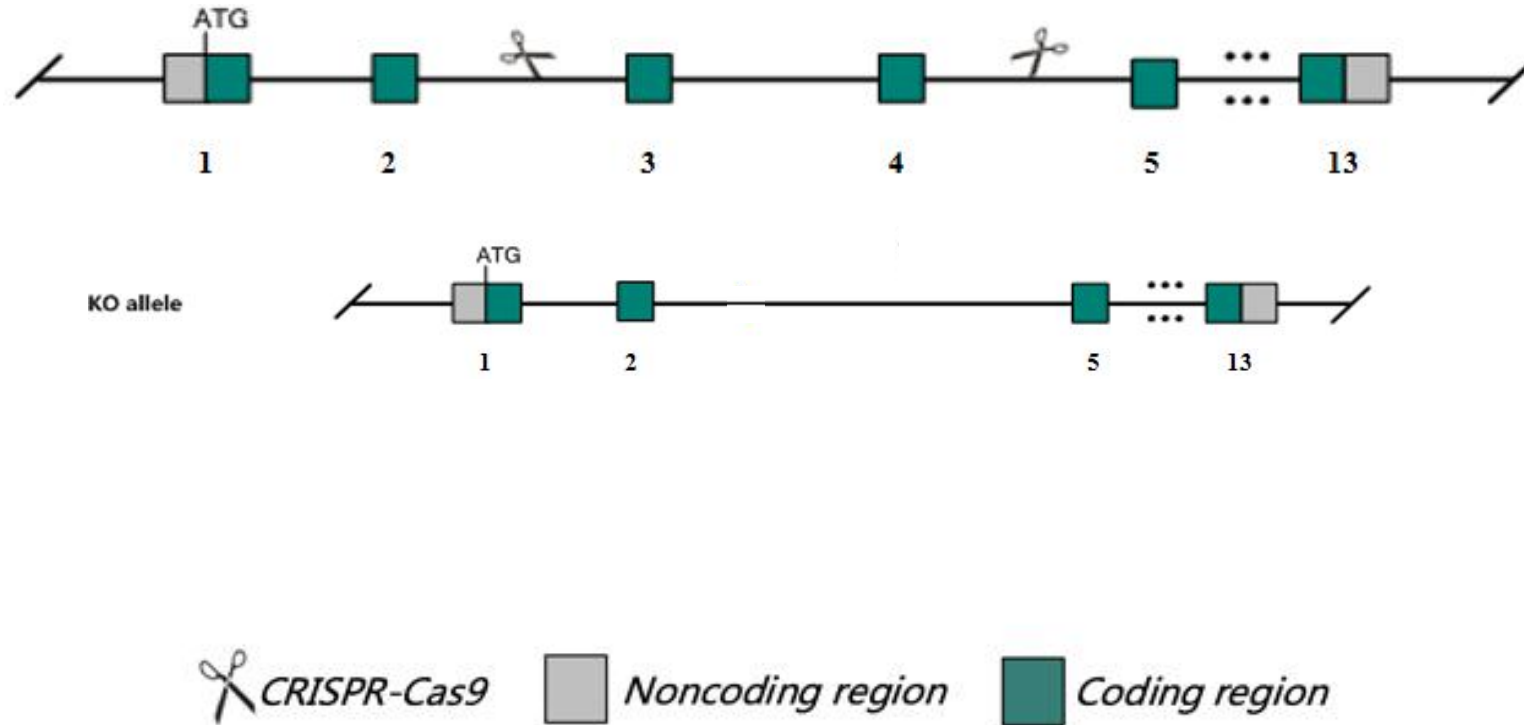 ATG
1 2 3 4 5 13
ATG
KO allele
1 2 5 13
CRISPR-Cas9 Noncoding region Coding region